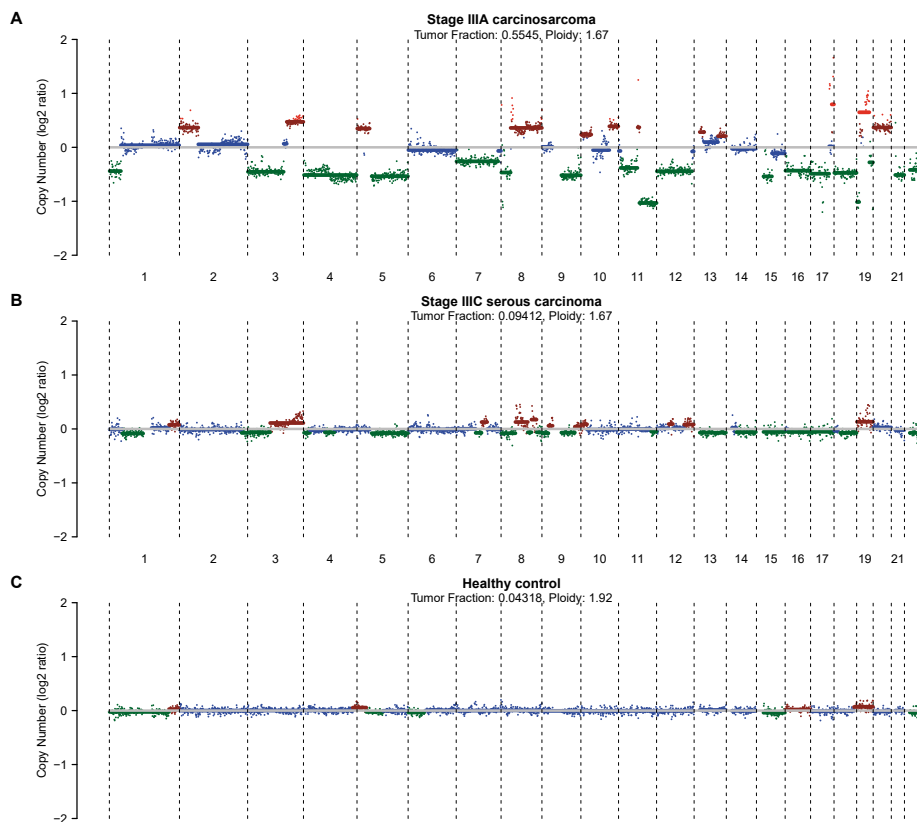 A
Stage IIIA carcinosarcoma
Tumor Fraction: 0.5545, Ploidy: 1.67
Copy Number (log2 ratio)
2
1
0
−1
−2
1 2 3 4 5 6 7 8 9 10 11 12 13 14 15 16 17 19 21
B
Stage IIIC serous carcinoma
Tumor Fraction: 0.09412, Ploidy: 1.67
Copy Number (log2 ratio)
2
1
0
−1
−2
1 2 3 4 5 6 7 8 9 10 11 12 13 14 15 16 17 19 21
C
Healthy control
Tumor Fraction: 0.04318, Ploidy: 1.92
Copy Number (log2 ratio)
2
1
0
−1
−2